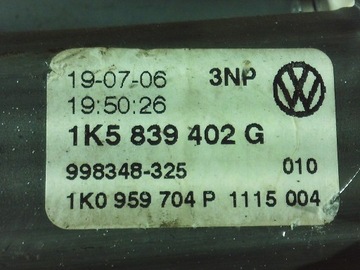 19-07-06 3NP
19:50:26
1K5 839 402 G
998348-325 010
1K0 959 704 P 1115 004